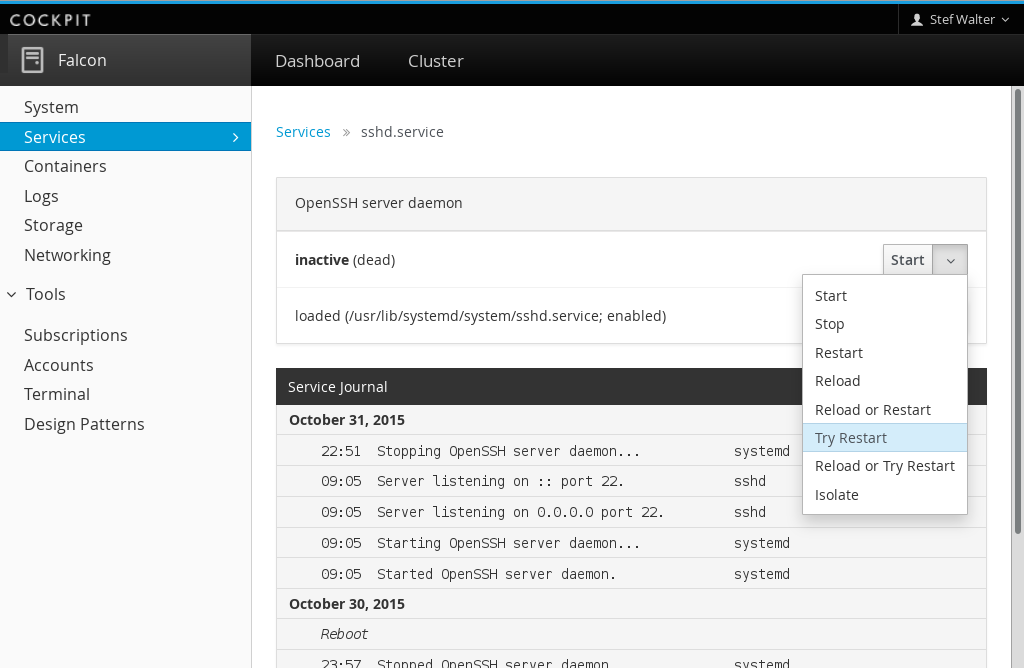 COCKPIT
Stef Walter
Falcon
Dashboard Cluster
System
Services
Containers
Logs
Storage
Networking
Tools
Subscriptions
Accounts
Terminal
Design Patterns
Services » sshd.service
OpenSSH server daemon
inactive (dead)
Start
loaded (/usr/lib/systemd/system/sshd.service; enabled)
Start
Stop
Restart
Reload
Reload or Restart
Try Restart
Reload or Try Restart
Isolate
Service Journal
October 31, 2015
22:51 Stopping OpenSSH server daemon... systemd
09:05 Server listening on :: port 22. sshd
09:05 Server listening on 0.0.0.0 port 22. sshd
09:05 Starting OpenSSH server daemon... systemd
09:05 Started OpenSSH server daemon. systemd
October 30, 2015
Reboot
23:57 Stopped OpenSSH server daemon. systemd